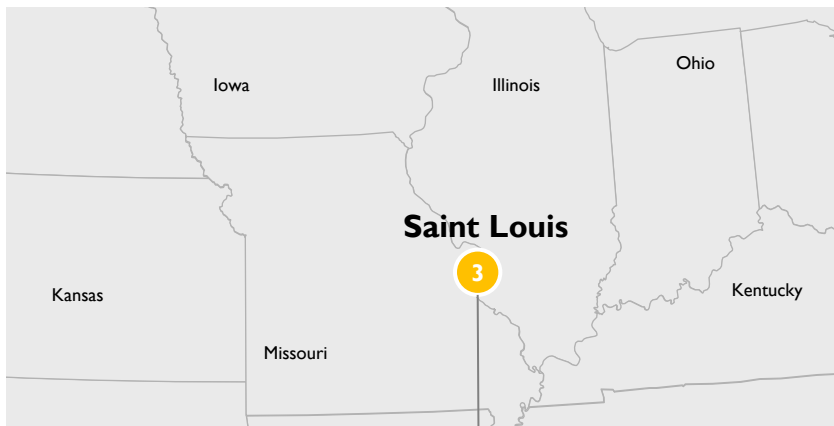 Ohio
Iowa
Illinois
Saint Louis
3
Kansas
Kentucky
Missouri